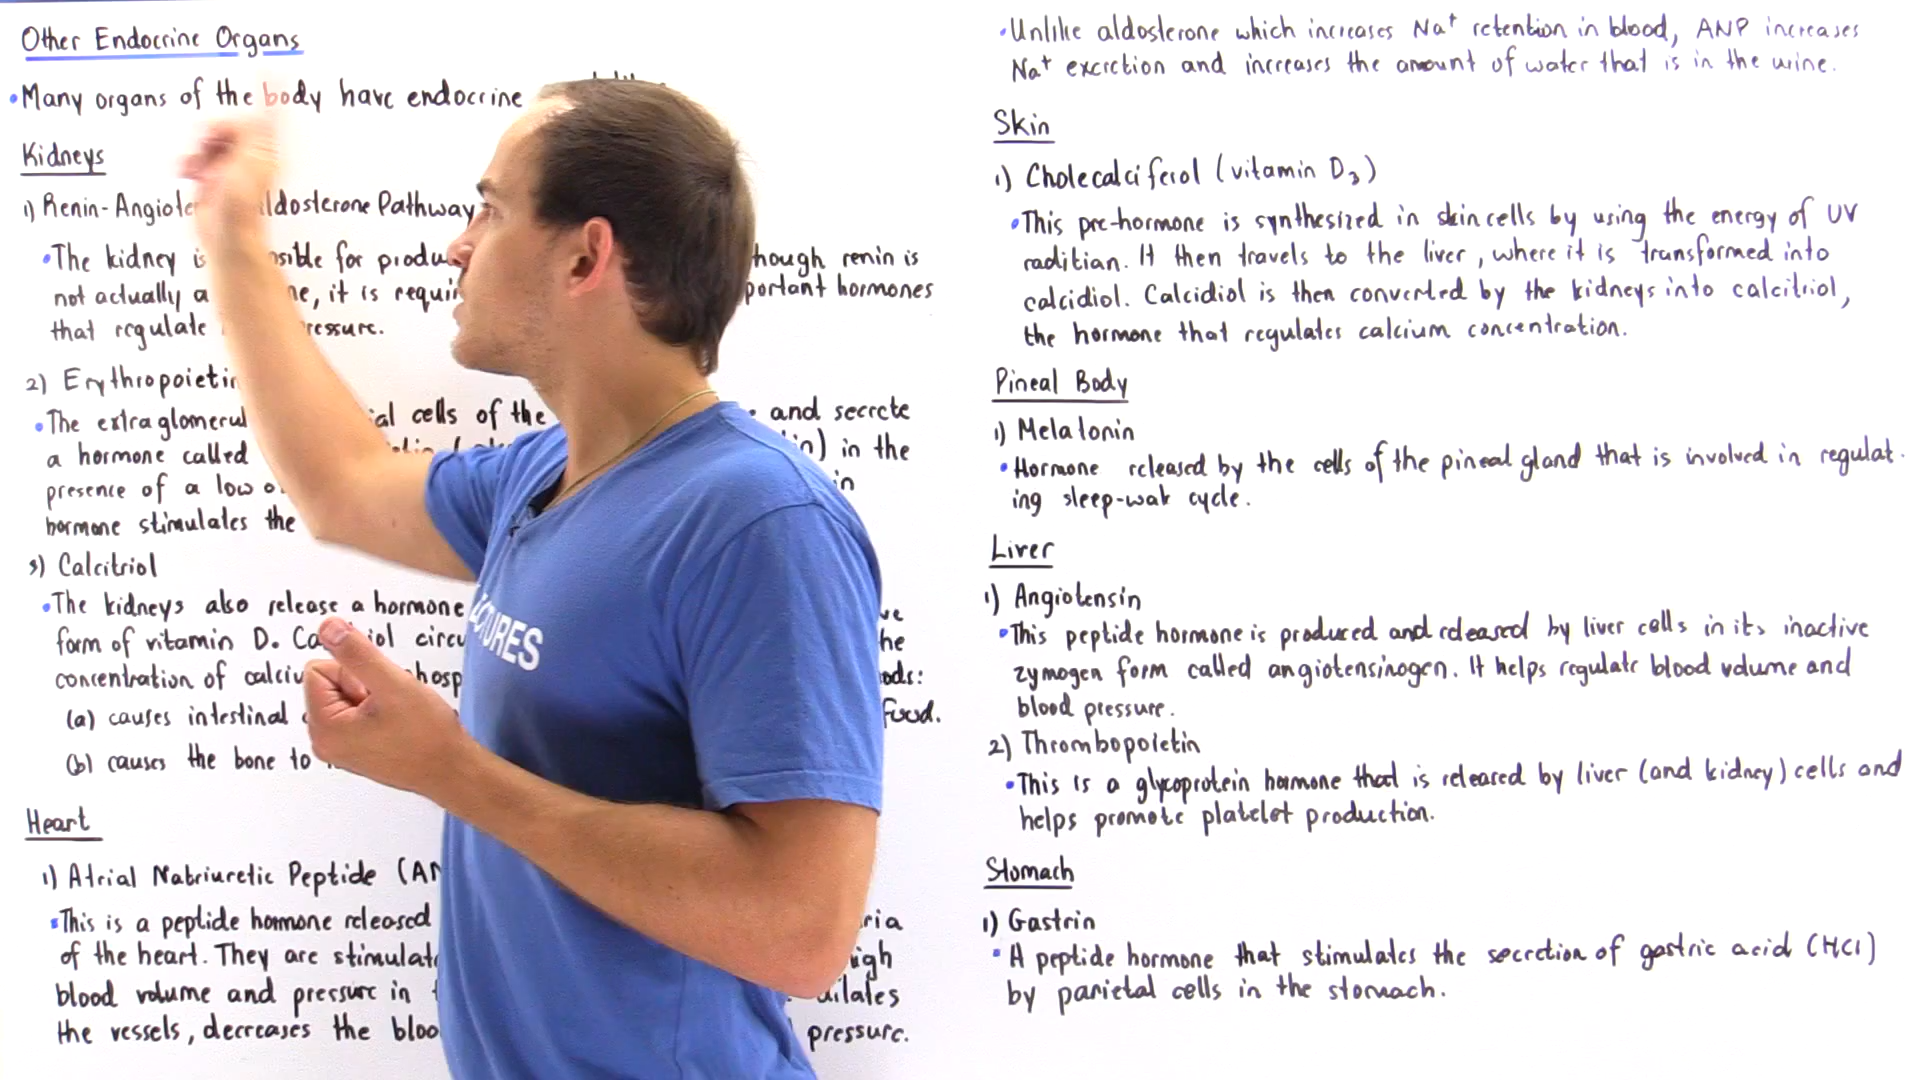 Other Endocrine Organs
•Many organs of the body have endocrine
Kidneys
1) Renin-Angiote ldosterone Pathway
•The kidney is nsible for produ though renin is
not actually a ne, it is requi portant hormones
that regulate ressure.
2) Erythropoietin
•The extraglomerul ial cells of the and secrete
a hormone called in) in the
presence of a low in
hormone stimulates the
3) Calcitriol
•The kidneys also release a hormone ve
form of vitamin D. Ca iol circu he
concentration of calciu hosp ods:
(a) causes intestinal food.
(b) causes the bone to
Heart
1) Atrial Natriuretic Peptide (AN
•This is a peptide hormone released ria
of the heart. They are stimulat igh
blood volume and pressure in dilates
the vessels, decreases the bloo pressure.
•Unlike aldosterone which increases Na+ retention in blood, ANP increases
Na+ excretion and increases the amount of water that is in the urine.
Skin
1) Cholecalciferol (vitamin D3)
•This pre-hormone is synthesized in skin cells by using the energy of UV
raditian. It then travels to the liver, where it is transformed into
calcidiol. Calcidiol is then converted by the kidneys into calcitriol,
the hormone that regulates calcium concentration.
Pineal Body
1) Melatonin
•Hormone released by the cells of the pineal gland that is involved in regulat-
ing sleep-wak cycle.
Liver
1) Angiotensin
•This peptide hormone is produced and released by liver cells in its inactive
zymogen form called angiotensinogen. It helps regulate blood volume and
blood pressure.
2) Thrombopoietin
•This is a glycoprotein hormone that is released by liver (and kidney) cells and
helps promote platelet production.
Stomach
1) Gastrin
•A peptide hormone that stimulates the secretion of gastric acid (HCl)
by parietal cells in the stomach.
CTURES